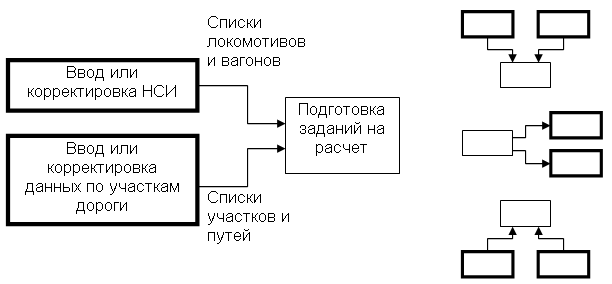 Списки
локомотивов
и вагонов
Ввод или
корректировка НСИ
Подготовка
заданий на
расчет
Ввод или
корректировка
данных по участкам
дороги
Списки
участков и
путей